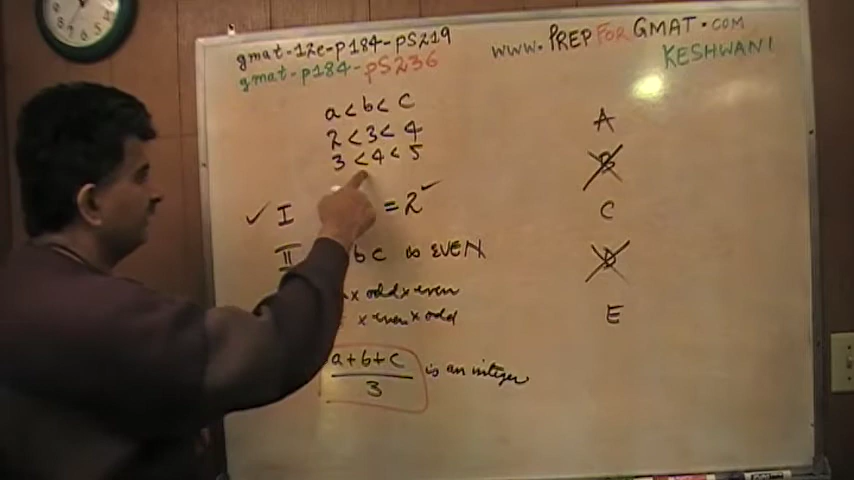 gmat-12e-p184-PS219
gmat-p184-PS236
www.PREPFORGMAT.com
KESHWANI
a < b < c
2 < 3 < 4
3 < 4 < 5
✓ I = 2 ✓
II bc is EVEN
x odd x even
x even x odd
a + b + c
3
is an integer
A
B
C
D
E